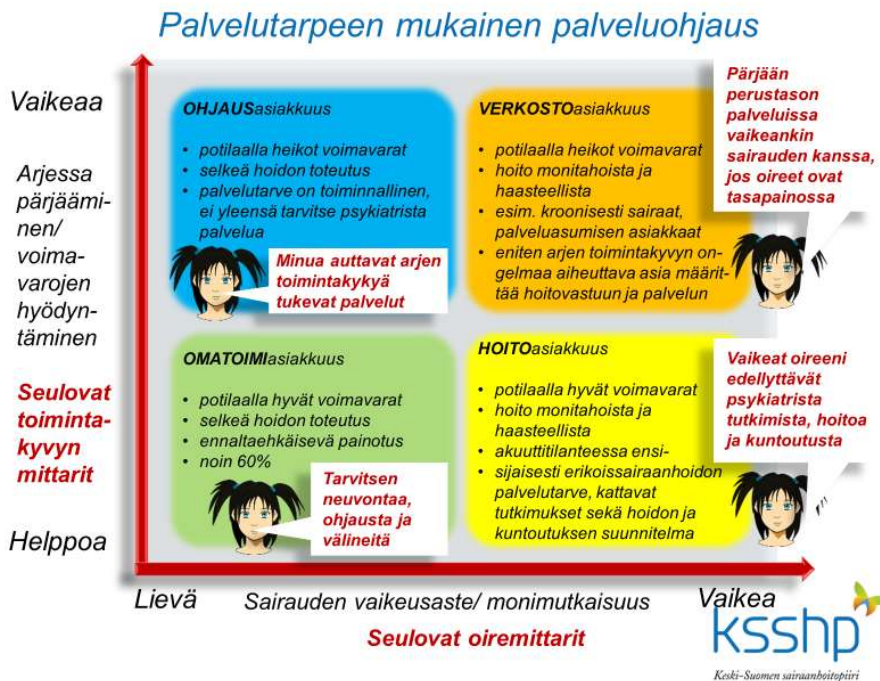 Palvelutarpeen mukainen palveluohjaus
Vaikeaa
Arjessa
pärjäämi-
nen/
voima-
varojen
hyödyn-
täminen
Seulovat
toiminta-
kyvyn
mittarit
Helppoa
OHJAUSasiakkuus
• potilaalla heikot voimavarat
• selkeä hoidon toteutus
• palvelutarve on toiminnallinen,
ei yleensä tarvitse psykiatrista
palvelua
Minua auttavat arjen
toimintakykyä
tukevat palvelut
VERKOSTOasiakkuus
• potilaalla heikot voimavarat
• hoito monitahoista ja
haasteellista
• esim. kroonisesti sairaat,
palveluasumisen asiakkaat
• eniten arjen toimintakyvyn on-
gelmaa aiheuttava asia määrit-
tää hoitovastuun ja palvelun
Pärjään
perustason
palveluissa
vaikeankin
sairauden kanssa,
jos oireet ovat
tasapainossa
OMATOIMIasiakkuus
• potilaalla hyvät voimavarat
• selkeä hoidon toteutus
• ennaltaehkäisevä painotus
• noin 60%
Tarvitsen
neuvontaa,
ohjausta ja
välineitä
HOITOasiakkuus
• potilaalla hyvät voimavarat
• hoito monitahoista ja
haasteellista
• akuuttitilanteessa ensi-
• sijaisesti erikoissairaanhoidon
palvelutarve, kattavat
tutkimukset sekä hoidon ja
kuntoutuksen suunnitelma
Vaikeat oireeni
edellyttävät
psykiatrista
tutkimista, hoitoa
ja kuntoutusta
Lievä
Sairauden vaikeusaste/ monimutkaisuus
Vaikea
Seulovat oiremittarit
ksshp
Keski-Suomen sairaanhoitopiiri